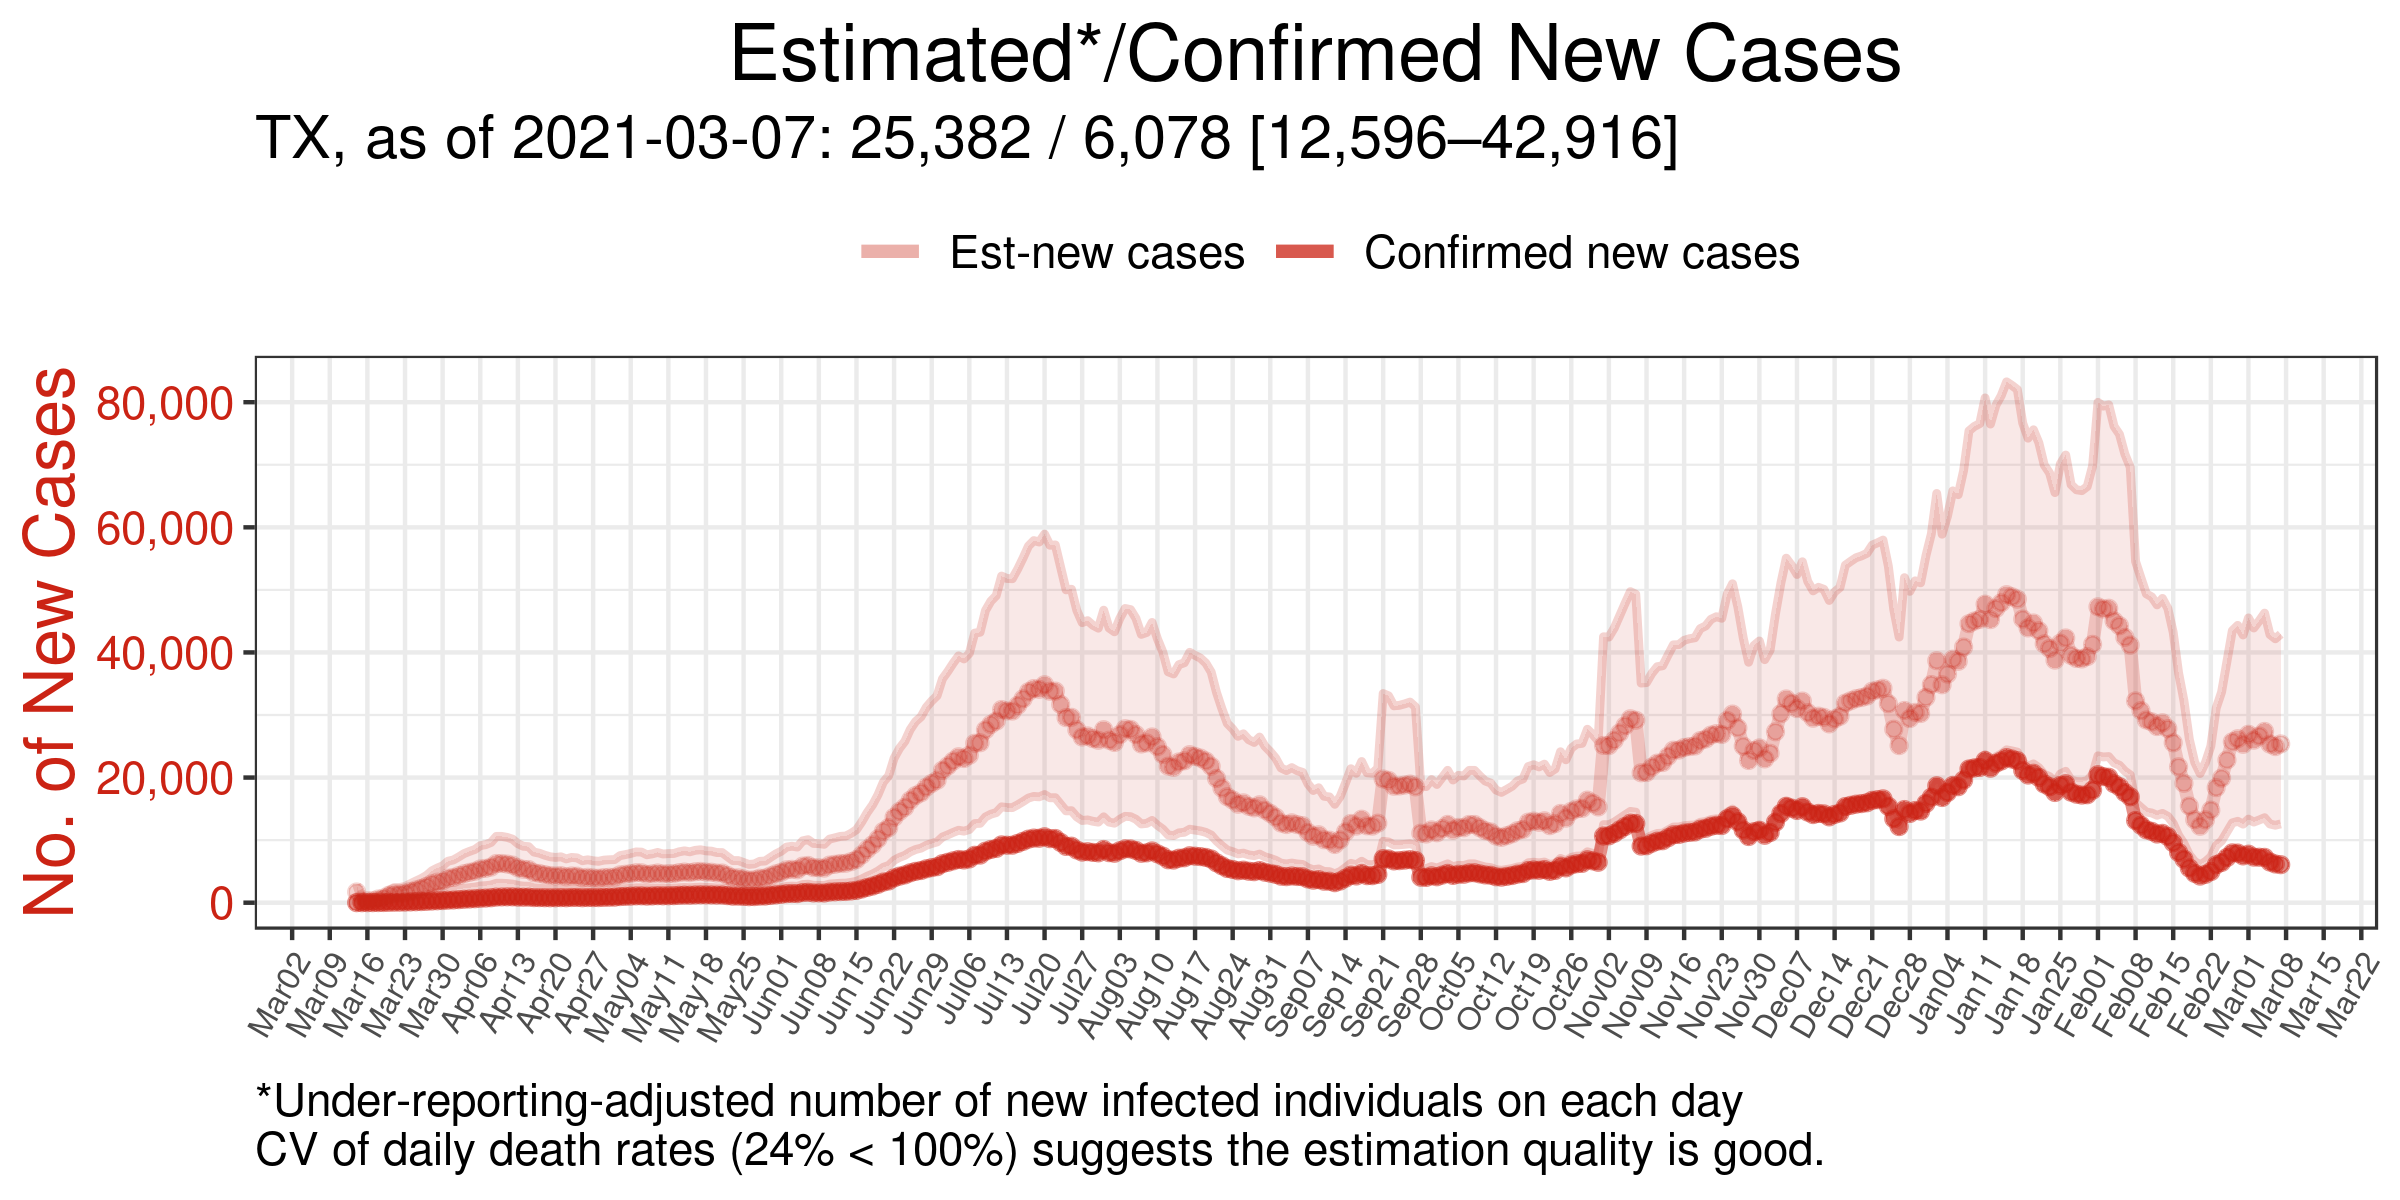 Estimated*/Confirmed New Cases
TX, as of 2021-03-07: 25,382 / 6,078 [12,596–42,916]
Est-new cases
Confirmed new cases
No. of New Cases
80,000
60,000
40,000
20,000
0
Mar02
Mar09
Mar16
Mar23
Mar30
Apr06
Apr13
Apr20
Apr27
May04
May11
May18
May25
Jun01
Jun08
Jun15
Jun22
Jun29
Jul06
Jul13
Jul20
Jul27
Aug03
Aug10
Aug17
Aug24
Aug31
Sep07
Sep14
Sep21
Sep28
Oct05
Oct12
Oct19
Oct26
Nov02
Nov09
Nov16
Nov23
Nov30
Dec07
Dec14
Dec21
Dec28
Jan04
Jan11
Jan18
Jan25
Feb01
Feb08
Feb15
Feb22
Mar01
Mar08
Mar15
Mar22
*Under-reporting-adjusted number of new infected individuals on each day
CV of daily death rates (24% < 100%) suggests the estimation quality is good.